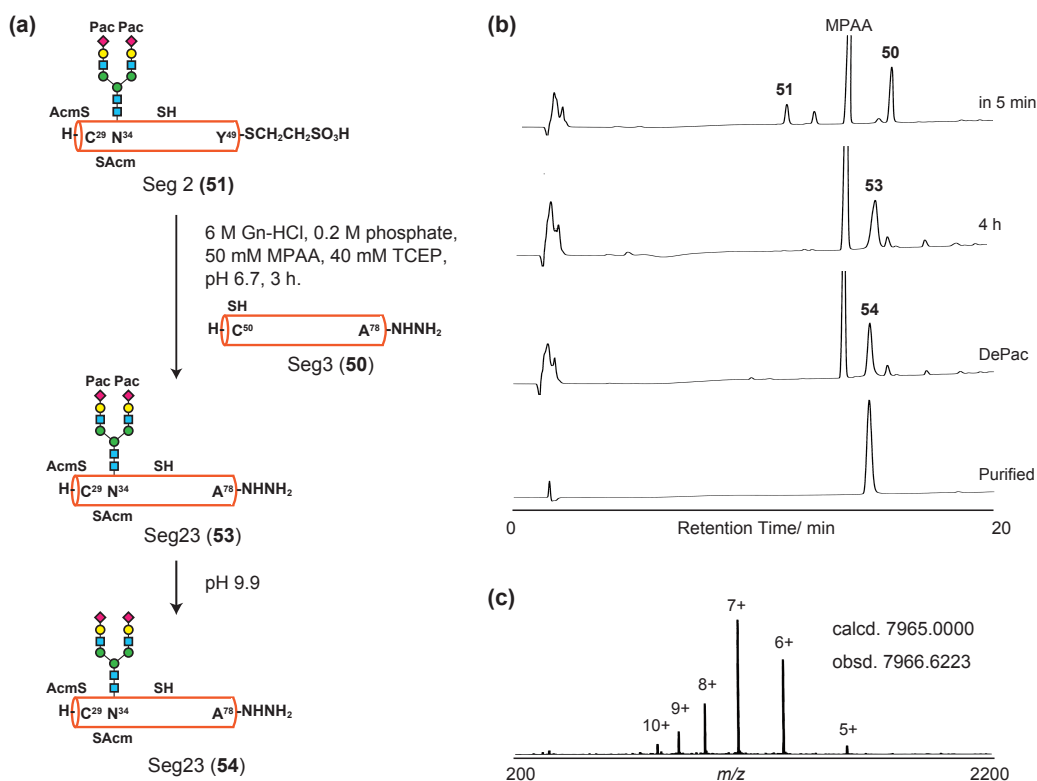 (a)
Pac Pac
AcmS
SH
H- C²⁹ N³⁴ Y⁴⁹ -SCH₂CH₂SO₃H
SAcm
Seg 2 (51)
6 M Gn-HCl, 0.2 M phosphate,
50 mM MPAA, 40 mM TCEP,
pH 6.7, 3 h.
SH
H- C⁵⁰ A⁷⁸ -NHNH₂
Seg3 (50)
Pac Pac
AcmS
SH
H- C²⁹ N³⁴ A⁷⁸ -NHNH₂
SAcm
Seg23 (53)
pH 9.9
AcmS
SH
H- C²⁹ N³⁴ A⁷⁸ -NHNH₂
SAcm
Seg23 (54)
(b)
MPAA
51
50
in 5 min
53
4 h
54
DePac
Purified
0
Retention Time/ min
20
(c)
7+
6+
8+
9+
10+
5+
calcd. 7965.0000
obsd. 7966.6223
200
m/z
2200